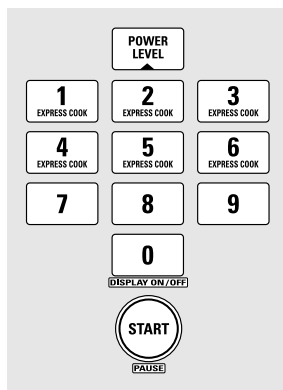 POWER
LEVEL
1 2 3
EXPRESS COOK EXPRESS COOK EXPRESS COOK
4 5 6
EXPRESS COOK EXPRESS COOK EXPRESS COOK
7 8 9
0
DISPLAY ON/OFF
START
PAUSE